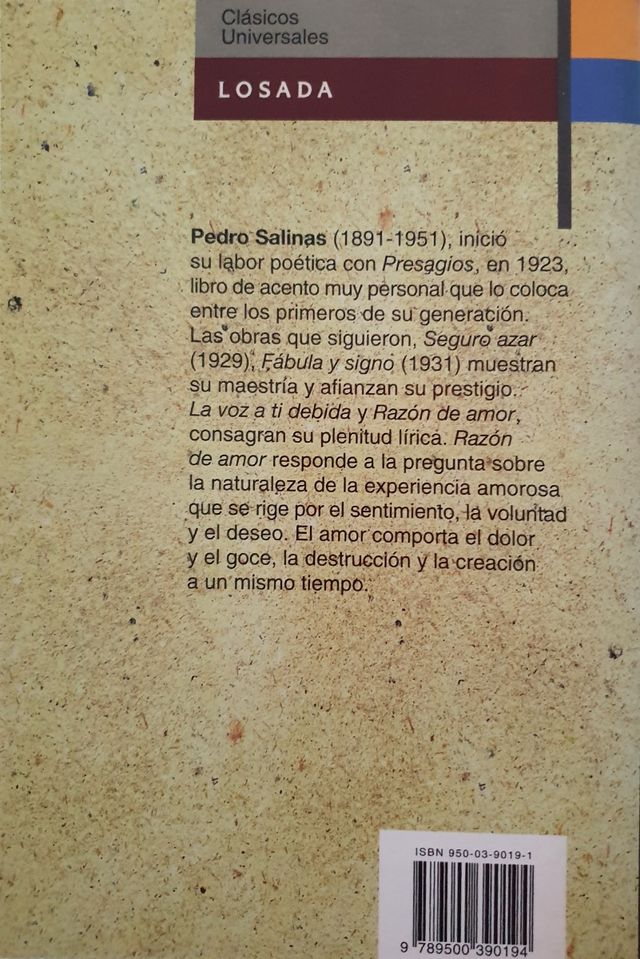 Clásicos
Universales
LOSADA
Pedro Salinas (1891-1951), inició
su labor poética con Presagios, en 1923,
libro de acento muy personal que lo coloca
entre los primeros de su generación.
Las obras que siguieron, Seguro azar
(1929), Fábula y signo (1931) muestran
su maestría y afianzan su prestigio.
La voz a ti debida y Razón de amor,
consagran su plenitud lírica. Razón
de amor responde a la pregunta sobre
la naturaleza de la experiencia amorosa
que se rige por el sentimiento, la voluntad
y el deseo. El amor comporta el dolor
y el goce, la destrucción y la creación
a un mismo tiempo.
ISBN 950-03-9019-1
9 789500 390194